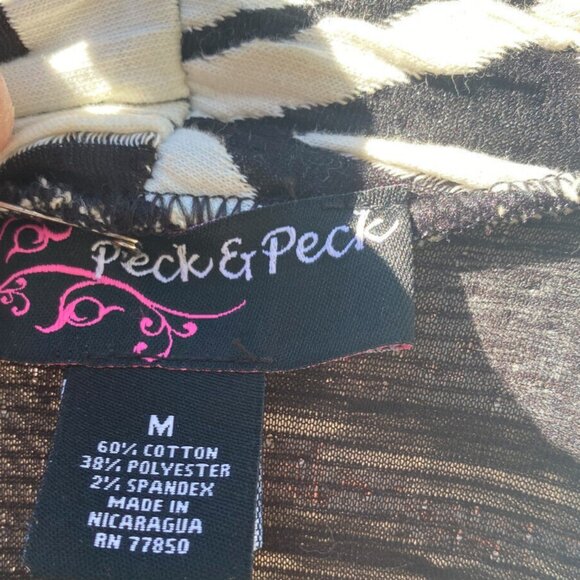 Peck & Peck
M
60% COTTON
38% POLYESTER
2% SPANDEX
MADE IN
NICARAGUA
RN 77850